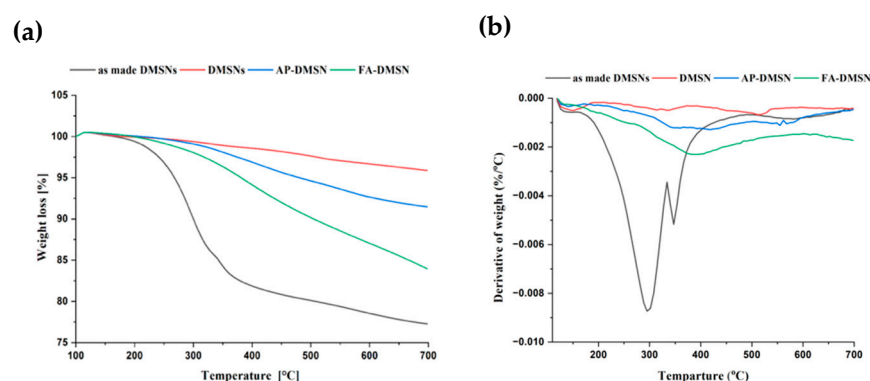 (a)
as made DMSNs DMSNs AP-DMSN FA-DMSN
105
100
95
90
85
80
75
Weight loss [%]
100 200 300 400 500 600 700
Temperature [°C]
(b)
as made DMSNs DMSN AP-DMSN FA-DMSN
0.000
−0.002
−0.004
−0.006
−0.008
−0.010
Derivative of weight (%/°C)
200 300 400 500 600 700
Temparture (°C)